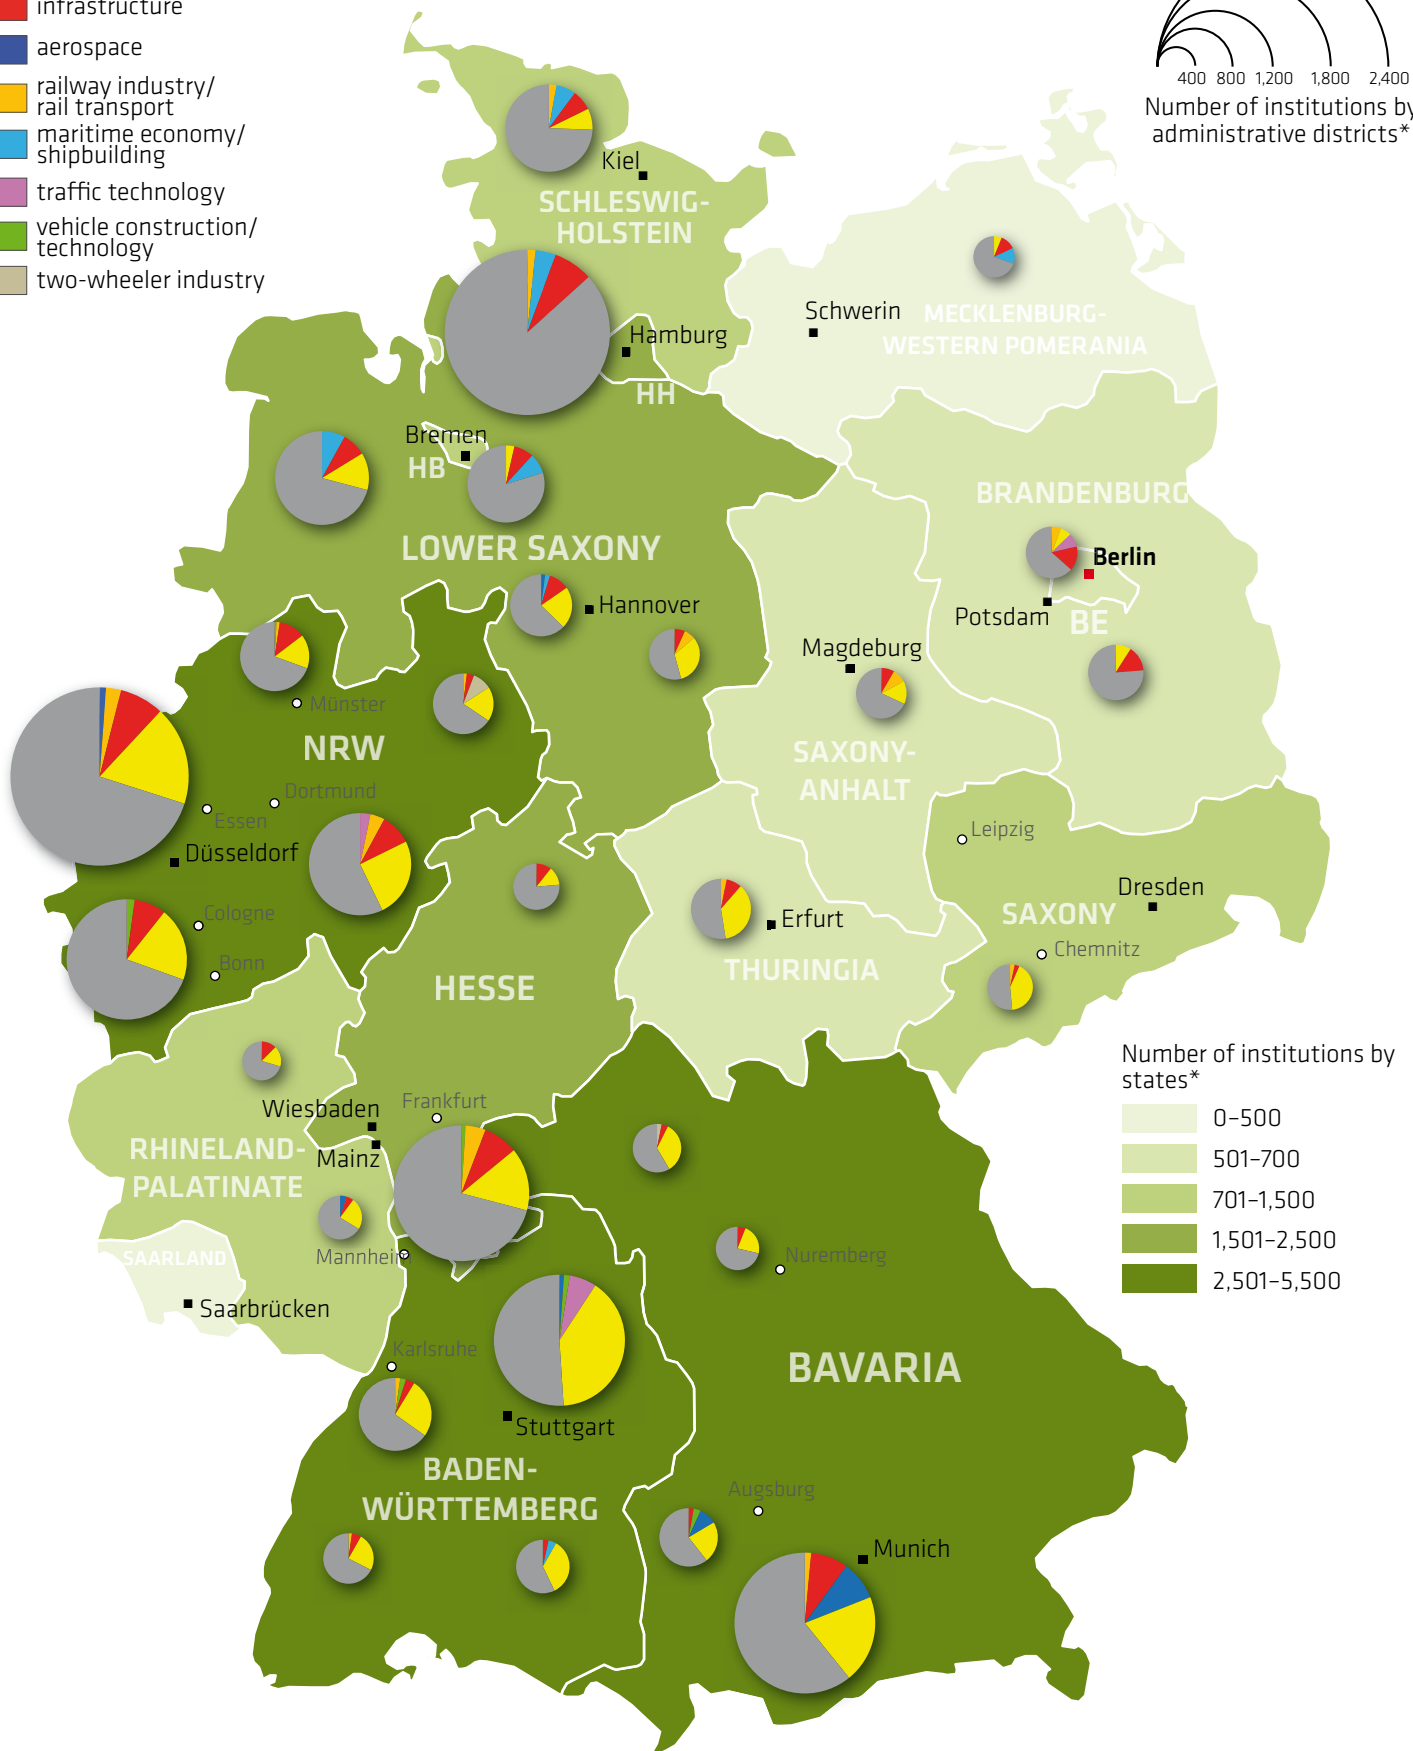 infrastructure
aerospace
railway industry/
rail transport
maritime economy/
shipbuilding
traffic technology
vehicle construction/
technology
two-wheeler industry
400 800 1,200 1,800 2,400
Number of institutions by
administrative districts*
Kiel
SCHLESWIG-
HOLSTEIN
Schwerin
MECKLENBURG-
WESTERN POMERANIA
Hamburg
HH
Bremen
HB
LOWER SAXONY
BRANDENBURG
Berlin
Hannover
Potsdam
BE
Magdeburg
Münster
NRW
SAXONY-
ANHALT
Dortmund
Essen
Leipzig
Düsseldorf
Dresden
Cologne
Erfurt
SAXONY
Chemnitz
Bonn
THURINGIA
HESSE
Number of institutions by
states*
0–500
501–700
701–1,500
1,501–2,500
2,501–5,500
Wiesbaden
Frankfurt
RHINELAND-
PALATINATE
Mainz
SAARLAND
Mannheim
Nuremberg
Saarbrücken
Karlsruhe
BAVARIA
Stuttgart
BADEN-
WÜRTTEMBERG
Augsburg
Munich